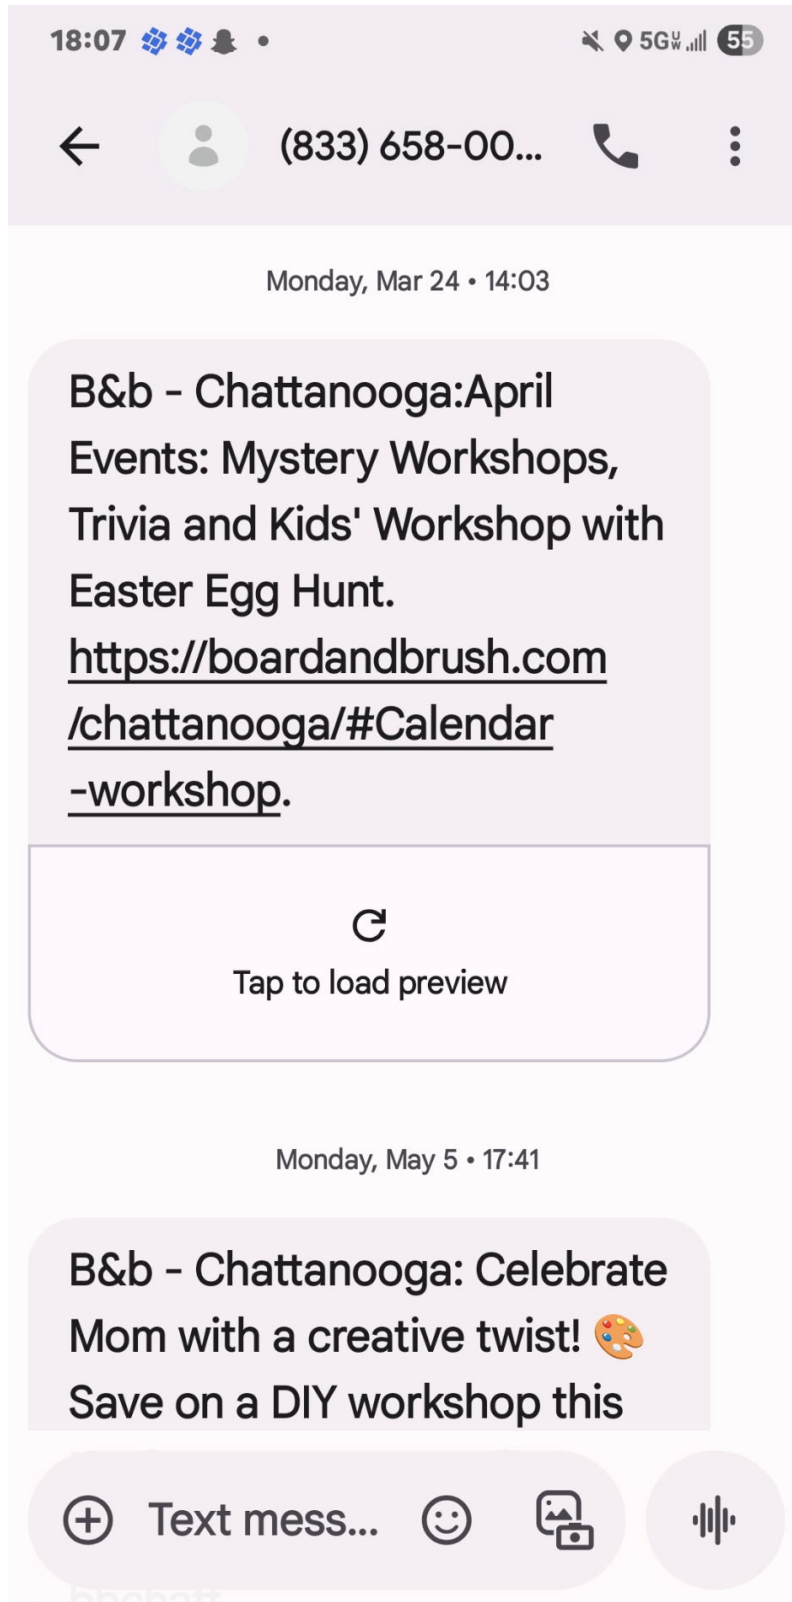 18:07
5G
55
(833) 658-00...
Monday, Mar 24 • 14:03
B&b - Chattanooga:April
Events: Mystery Workshops,
Trivia and Kids' Workshop with
Easter Egg Hunt.
https://boardandbrush.com
/chattanooga/#Calendar
-workshop.
Tap to load preview
Monday, May 5 • 17:41
B&b - Chattanooga: Celebrate
Mom with a creative twist! 🎨
Save on a DIY workshop this
Text mess...